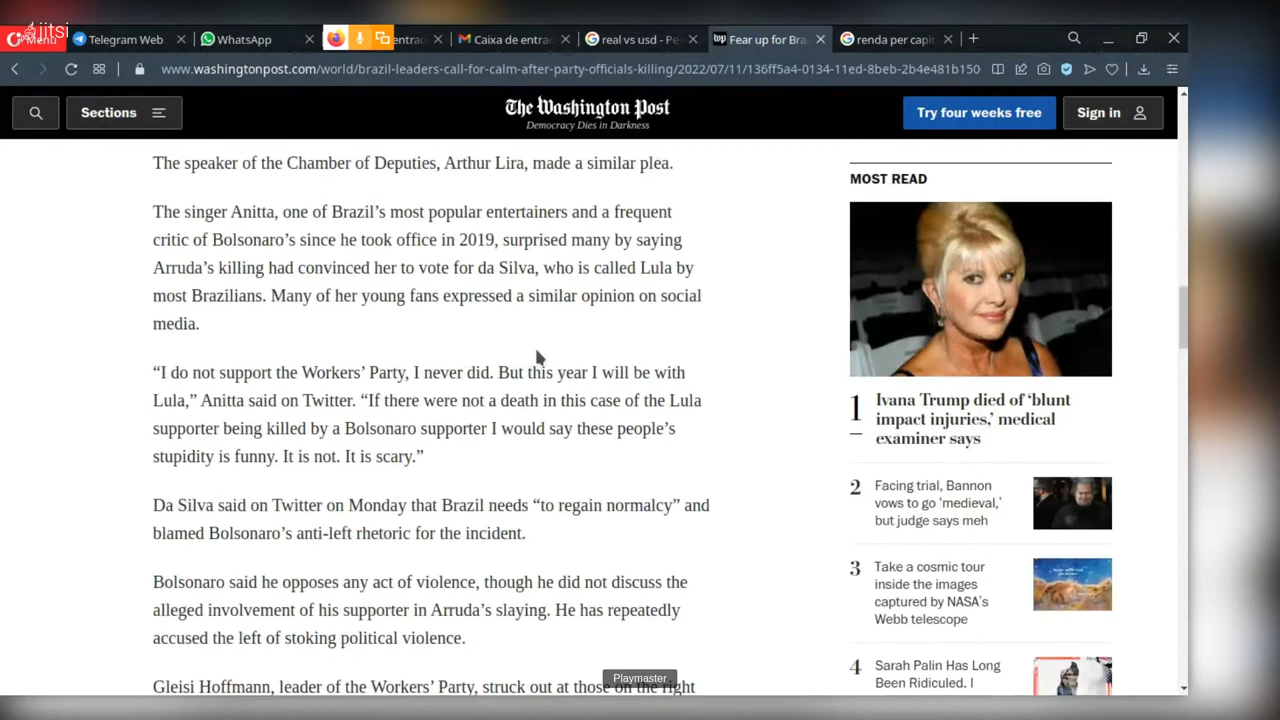 jitsi
Menu
Telegram Web
WhatsApp
entra
Caixa de entra
real vs usd - Pe
Fear up for Bra
renda per capit
www.washingtonpost.com/world/brazil-leaders-call-for-calm-after-party-officials-killing/2022/07/11/136ff5a4-0134-11ed-8beb-2b4e481b150
Sections
The Washington Post
Democracy Dies in Darkness
Try four weeks free
Sign in
The speaker of the Chamber of Deputies, Arthur Lira, made a similar plea.
The singer Anitta, one of Brazil’s most popular entertainers and a frequent
critic of Bolsonaro’s since he took office in 2019, surprised many by saying
Arruda’s killing had convinced her to vote for da Silva, who is called Lula by
most Brazilians. Many of her young fans expressed a similar opinion on social
media.
“I do not support the Workers’ Party, I never did. But this year I will be with
Lula,” Anitta said on Twitter. “If there were not a death in this case of the Lula
supporter being killed by a Bolsonaro supporter I would say these people’s
stupidity is funny. It is not. It is scary.”
Da Silva said on Twitter on Monday that Brazil needs “to regain normalcy” and
blamed Bolsonaro’s anti-left rhetoric for the incident.
Bolsonaro said he opposes any act of violence, though he did not discuss the
alleged involvement of his supporter in Arruda’s slaying. He has repeatedly
accused the left of stoking political violence.
Gleisi Hoffmann, leader of the Workers’ Party, struck out at those on the right
Playmaster
MOST READ
1
Ivana Trump died of ‘blunt
impact injuries,’ medical
examiner says
2
Facing trial, Bannon
vows to go ‘medieval,’
but judge says meh
3
Take a cosmic tour
inside the images
captured by NASA’s
Webb telescope
4
Sarah Palin Has Long
Been Ridiculed. I